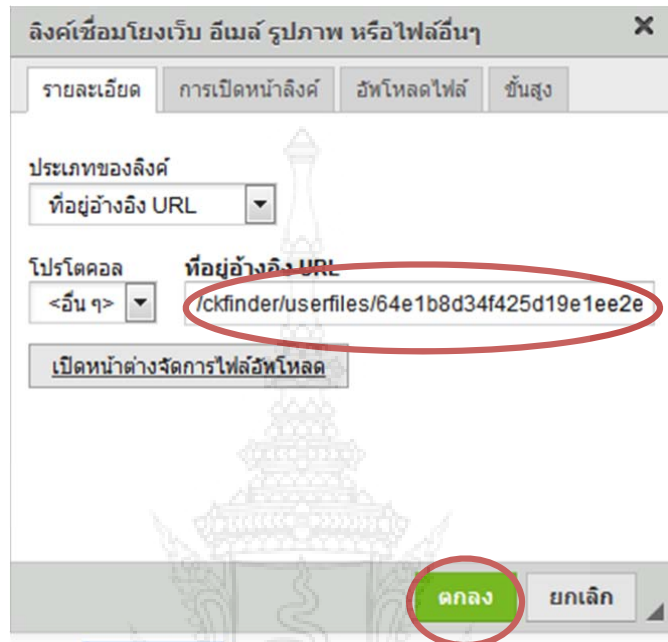 ลิงค์เชื่อมโยงเว็บ อีเมล์ รูปภาพ หรือไฟล์อื่นๆ
รายละเอียด การเปิดหน้าลิงค์ อัพโหลดไฟล์ ขั้นสูง
ประเภทของลิงค์
ที่อยู่อ้างอิง URL
โปรโตคอล ที่อยู่อ้างอิง URL
<อื่น ๆ> /ckfinder/userfiles/64e1b8d34f425d19e1ee2e
เปิดหน้าต่างจัดการไฟล์อัพโหลด
ตกลง ยกเลิก